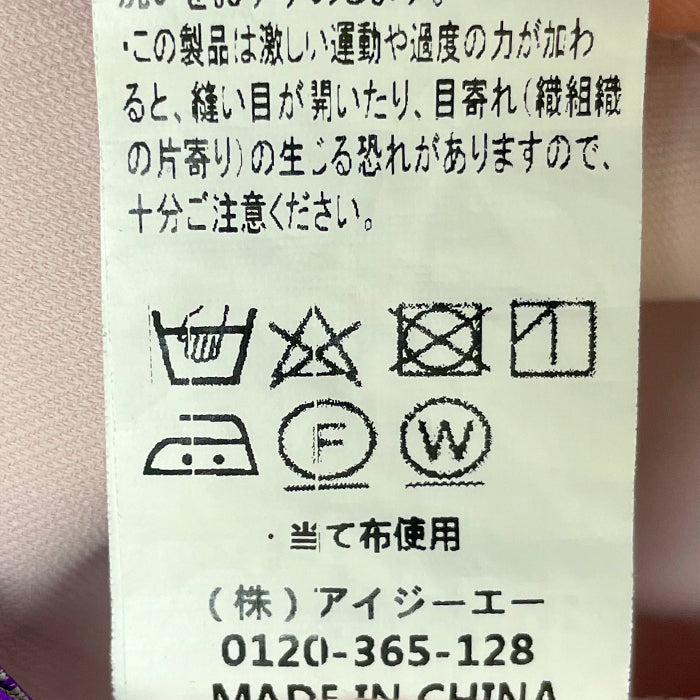 ・この製品は激しい運動や過度の力が加わ
ると、縫い目が開いたり、目寄れ(織組織
の片寄り)の生じる恐れがありますので、
十分ご注意ください。
F
W
・当て布使用
(株)アイジーエー
0120-365-128
MADE IN CHINA